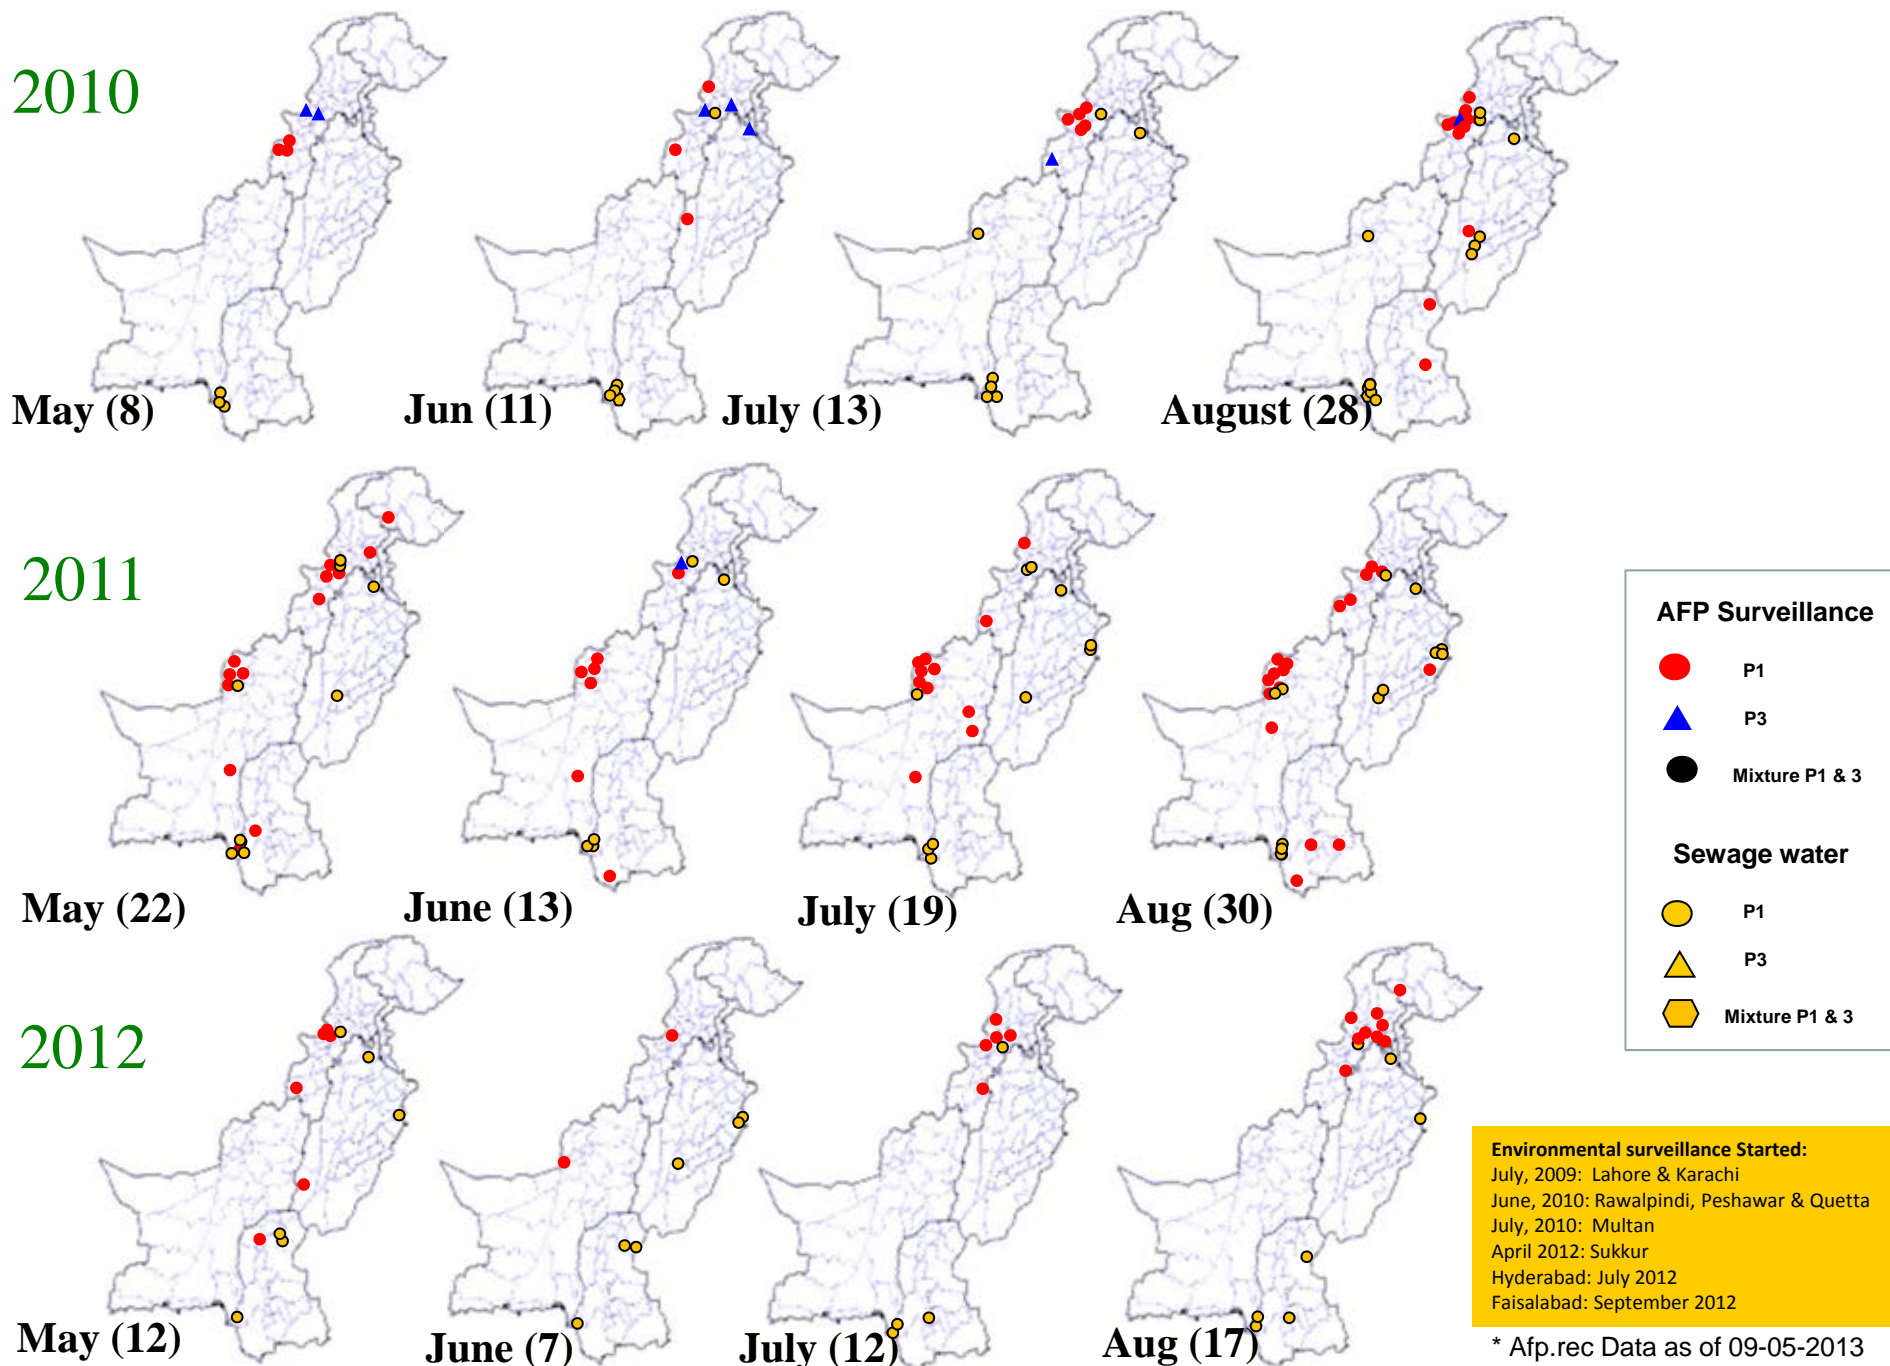 2010
May (8)
Jun (11)
July (13)
August (28)
2011
May (22)
June (13)
July (19)
Aug (30)
2012
May (12)
June (7)
July (12)
Aug (17)
AFP Surveillance
P1
P3
Mixture P1 & 3
Sewage water
P1
P3
Mixture P1 & 3
Environmental surveillance Started:
July, 2009: Lahore & Karachi
June, 2010: Rawalpindi, Peshawar & Quetta
July, 2010: Multan
April 2012: Sukkur
Hyderabad: July 2012
Faisalabad: September 2012
* Afp.rec Data as of 09-05-2013